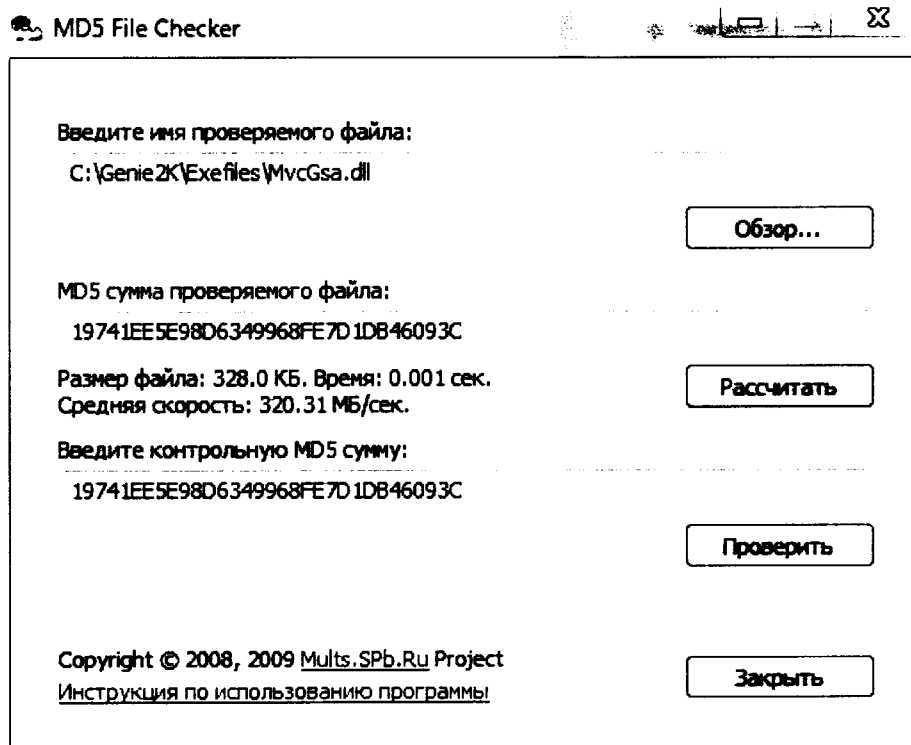 MD5 File Checker
Введите имя проверяемого файла:
C:\Genie2K\Exefiles\MvcGsa.dll
Обзор...
MD5 сумма проверяемого файла:
19741EE5E98D6349968FE7D1DB46093C
Размер файла: 328.0 КБ. Время: 0.001 сек.
Средняя скорость: 320.31 МБ/сек.
Рассчитать
Введите контрольную MD5 сумму:
19741EE5E98D6349968FE7D1DB46093C
Проверить
Copyright © 2008, 2009 Mults.SPb.Ru Project
Инструкция по использованию программы
Закрыть